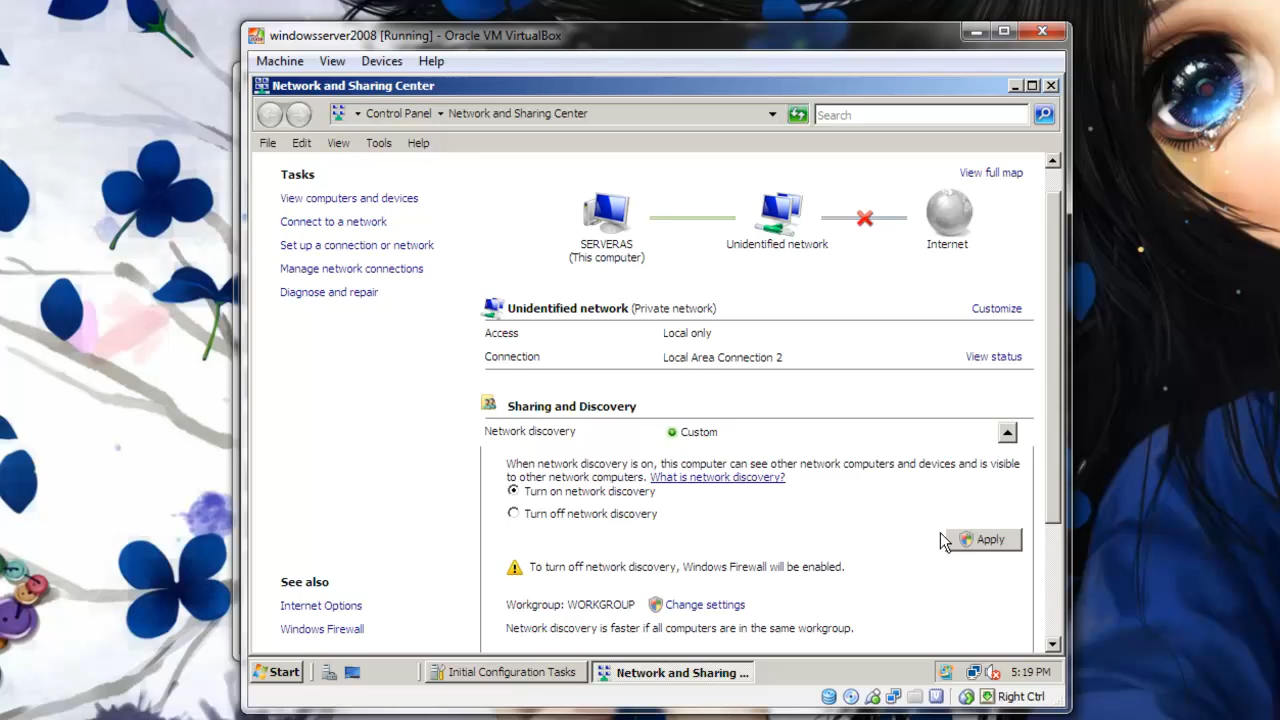 windowsserver2008 [Running] - Oracle VM VirtualBox
Machine View Devices Help
Network and Sharing Center
Control Panel Network and Sharing Center
Search
File Edit View Tools Help
Tasks
View computers and devices
Connect to a network
Set up a connection or network
Manage network connections
Diagnose and repair
View full map
SERVERAS
(This computer)
Unidentified network
Internet
Unidentified network (Private network) Customize
Access Local only
Connection Local Area Connection 2 View status
Sharing and Discovery
Network discovery Custom
When network discovery is on, this computer can see other network computers and devices and is visible
to other network computers. What is network discovery?
Turn on network discovery
Turn off network discovery
Apply
To turn off network discovery, Windows Firewall will be enabled.
Workgroup: WORKGROUP Change settings
Network discovery is faster if all computers are in the same workgroup.
See also
Internet Options
Windows Firewall
Start Initial Configuration Tasks Network and Sharing ... 5:19 PM
Right Ctrl